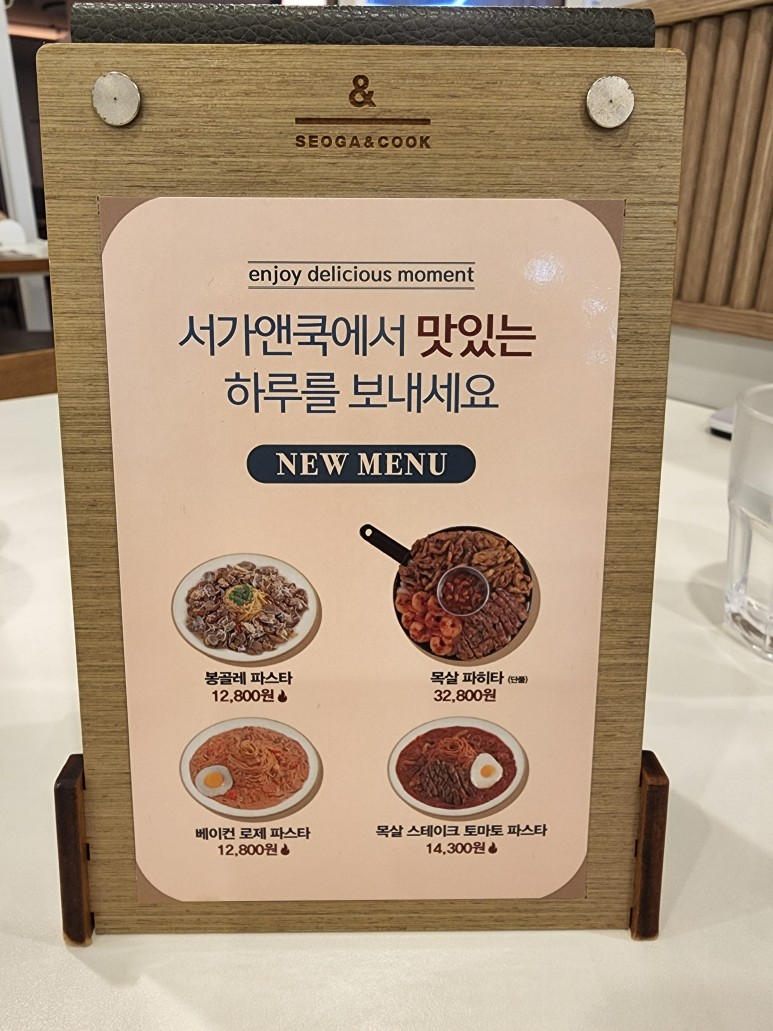 &
SEOGA&COOK
enjoy delicious moment
서가앤쿡에서 맛있는
하루를 보내세요
NEW MENU
봉골레 파스타
12,800원
목살 파히타 (단품)
32,800원
베이컨 로제 파스타
12,800원
목살 스테이크 토마토 파스타
14,300원